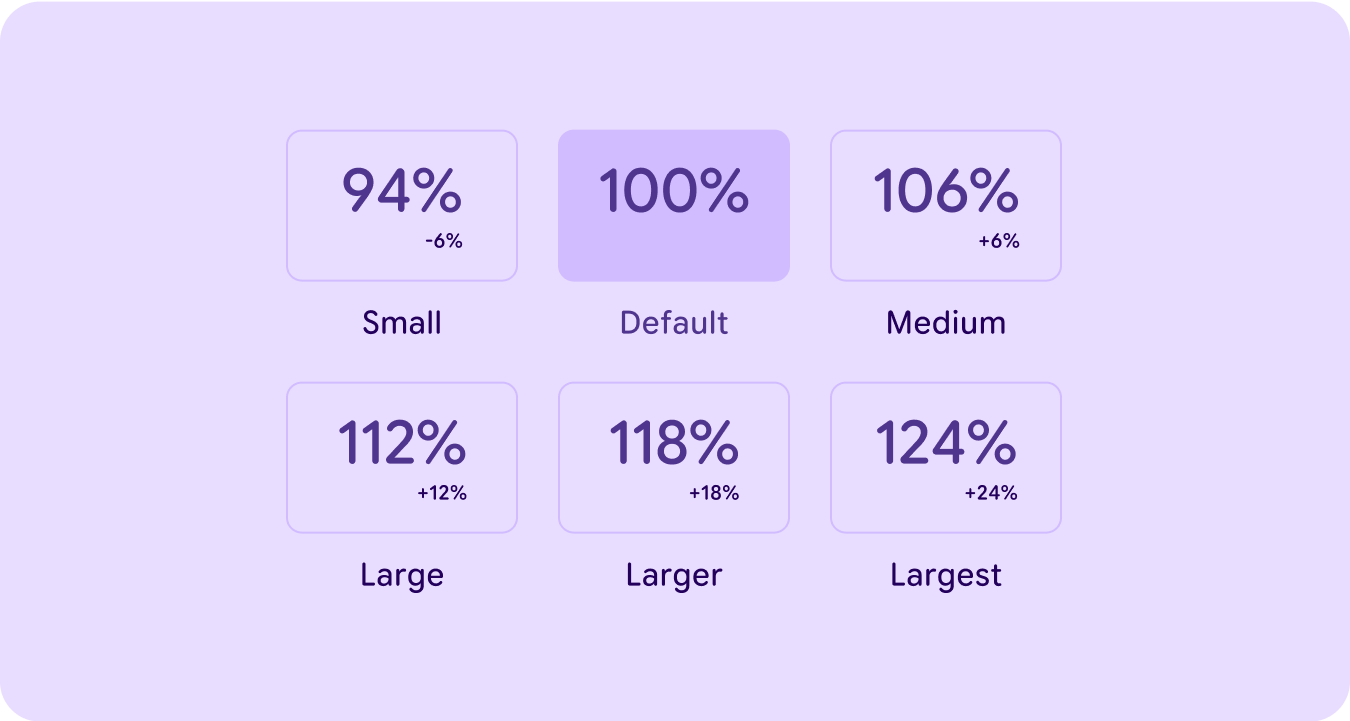 94% 100% 106%
-6% +6%
Small Default Medium
112% 118% 124%
+12% +18% +24%
Large Larger Largest